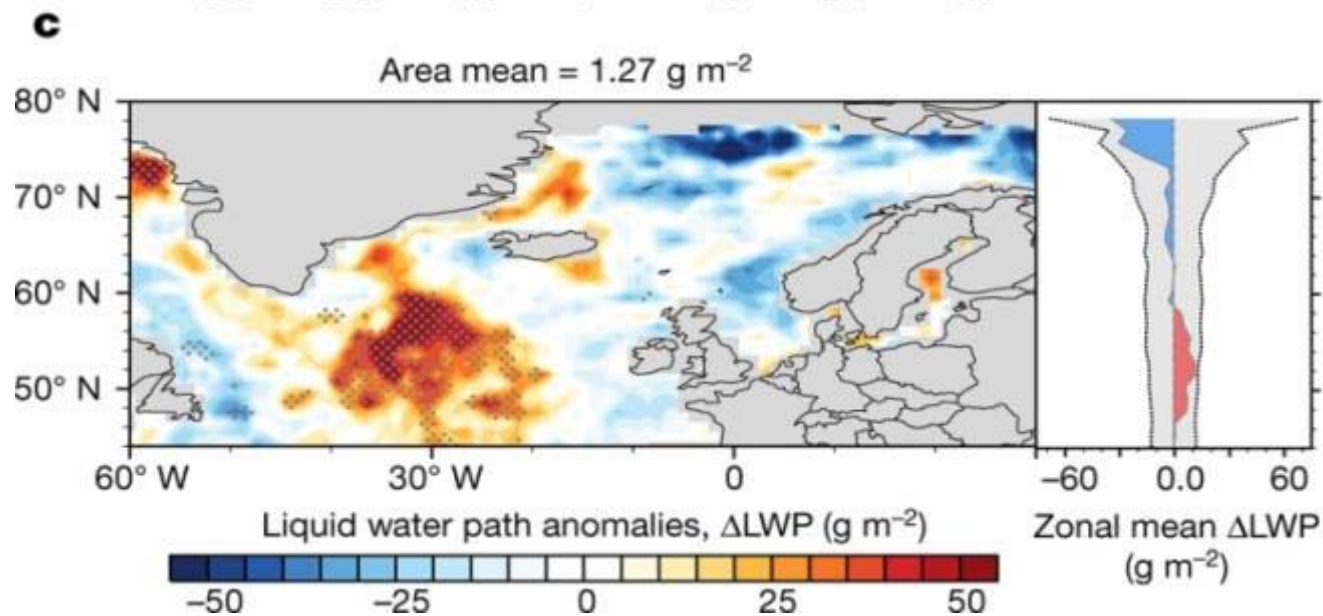 c
Area mean = 1.27 g m⁻²
80° N
70° N
60° N
50° N
60° W 30° W 0 −60 0.0 60
Liquid water path anomalies, ΔLWP (g m⁻²)
−50 −25 0 25 50
Zonal mean ΔLWP
(g m⁻²)